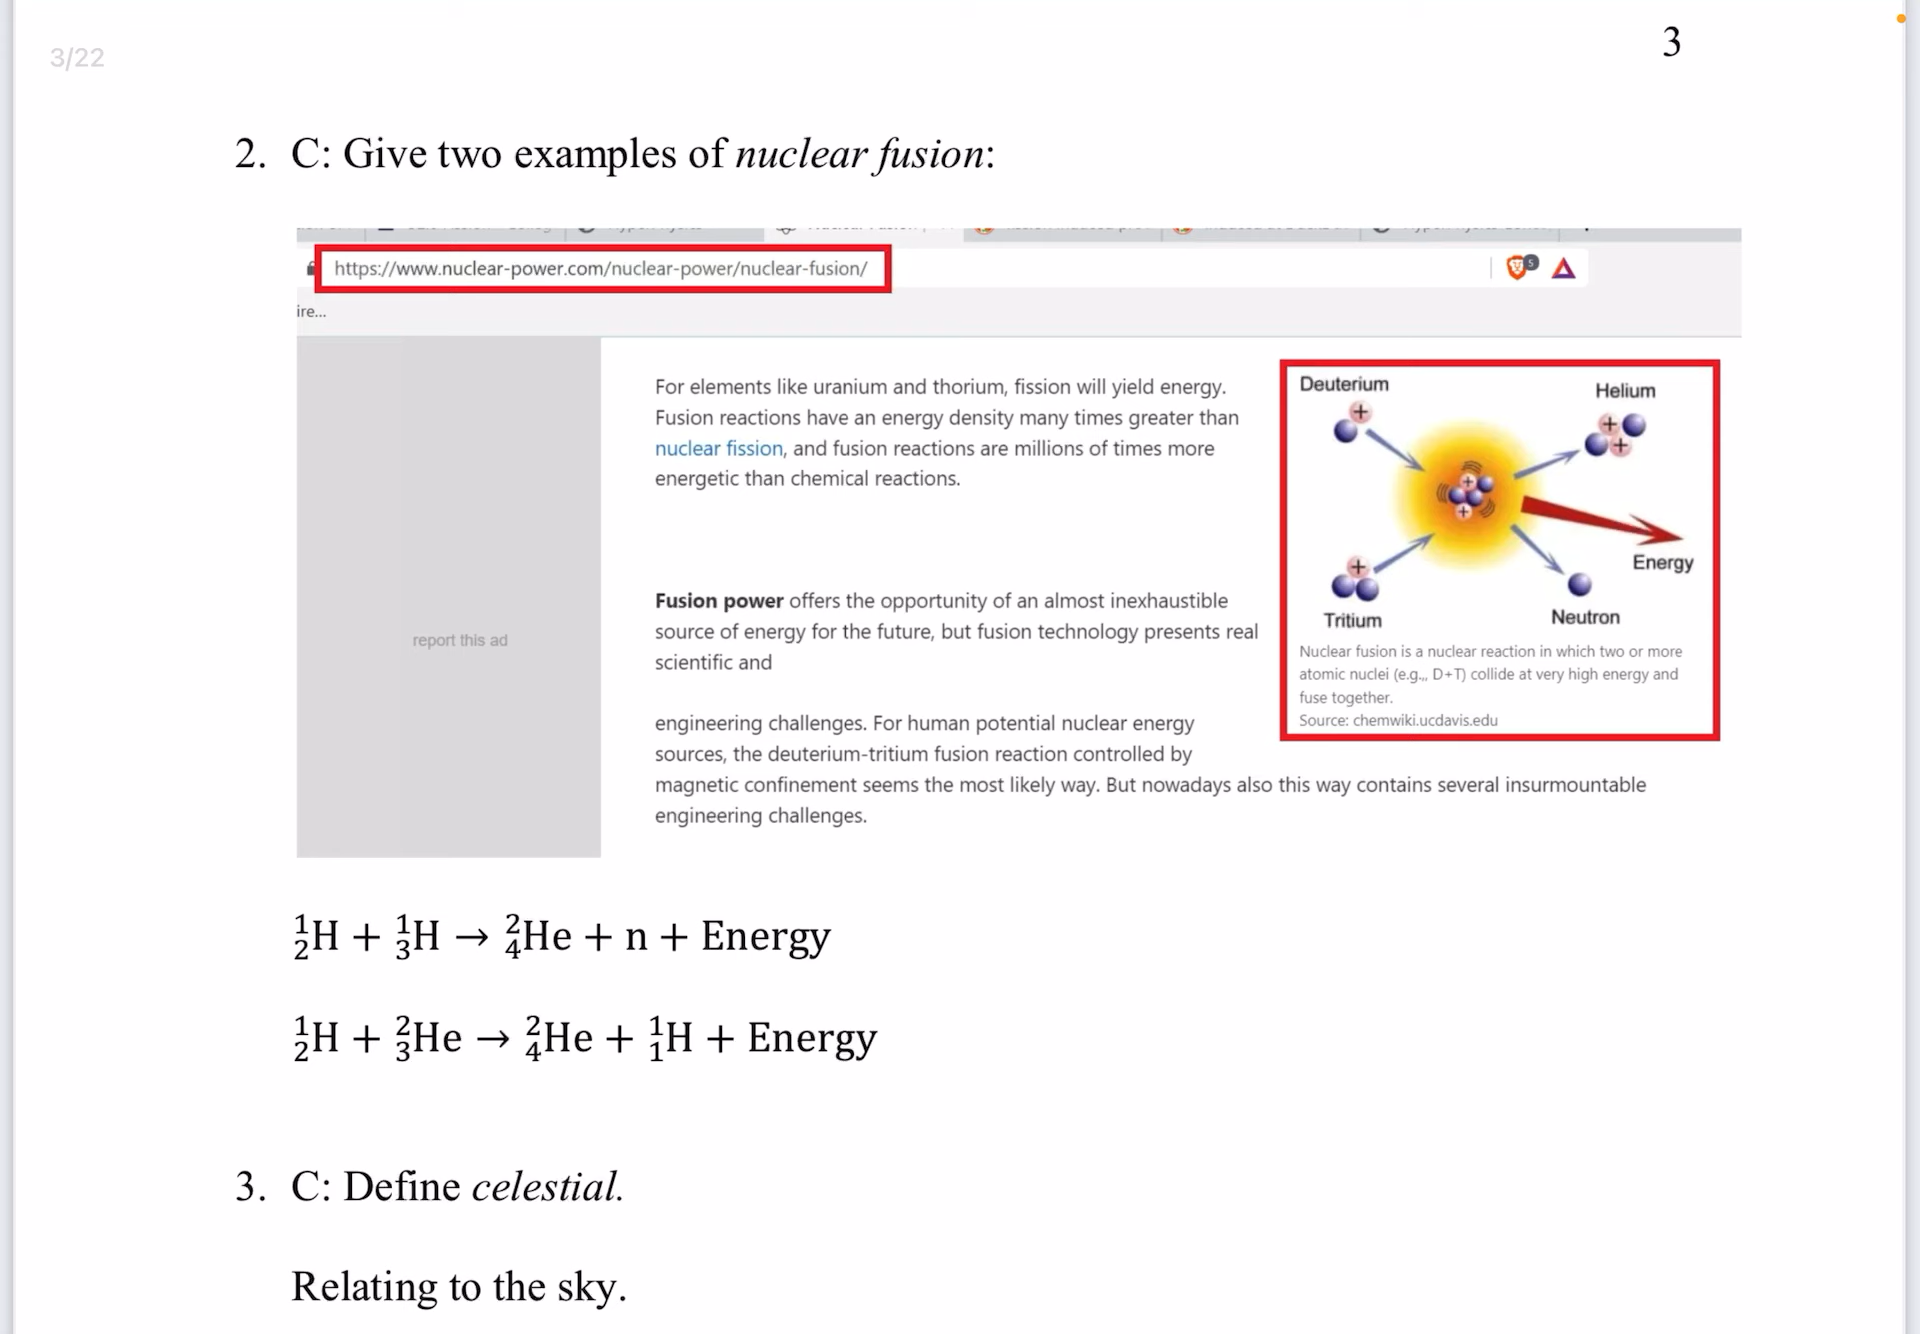 3/22
3
2. C: Give two examples of nuclear fusion:
https://www.nuclear-power.com/nuclear-power/nuclear-fusion/
5
ire...
For elements like uranium and thorium, fission will yield energy.
Fusion reactions have an energy density many times greater than
nuclear fission, and fusion reactions are millions of times more
energetic than chemical reactions.
Deuterium
Helium
Energy
Tritium
Neutron
Nuclear fusion is a nuclear reaction in which two or more
atomic nuclei (e.g.,, D+T) collide at very high energy and
fuse together.
Source: chemwiki.ucdavis.edu
report this ad
Fusion power offers the opportunity of an almost inexhaustible
source of energy for the future, but fusion technology presents real
scientific and
engineering challenges. For human potential nuclear energy
sources, the deuterium-tritium fusion reaction controlled by
magnetic confinement seems the most likely way. But nowadays also this way contains several insurmountable
engineering challenges.
¹₂H + ¹₃H → ²₄He + n + Energy
¹₂H + ²₃He → ²₄He + ¹₁H + Energy
3. C: Define celestial.
Relating to the sky.